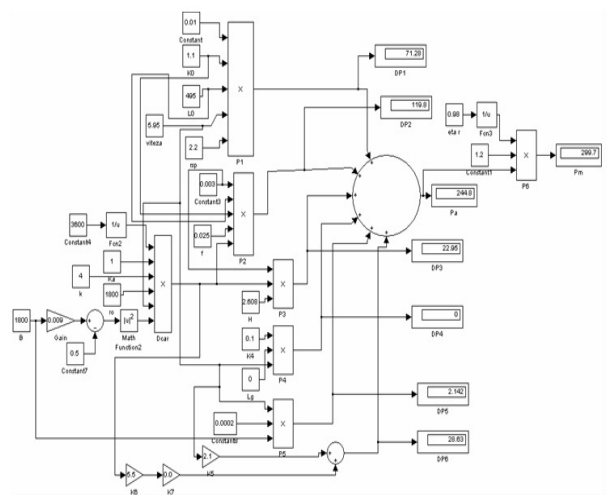 0.01
Constant
1.1
K0
495
L0
5.95
viteza
2.2
x
P1
71.28
DP1
119.8
DP2
0.98
eta r
1/u
Fcn3
1.2
Constant1
x
P6
299.7
Pm
0.003
Constant3
0.025
f
x
P2
244.8
Pa
3600
Constant4
1/u
Fcn2
1
Ka
4
k
1800
ro
x
Dcar
22.95
DP3
2.608
H
x
P3
1800
B
0.009
Gain
0.5
Constant7
|u|²
Math
Function2
0.1
K4
0
Lg
x
P4
0
DP4
0.0002
x
P5
2.142
DP5
2.1
K5
28.63
DP6
5.5
K6
0.0
K7